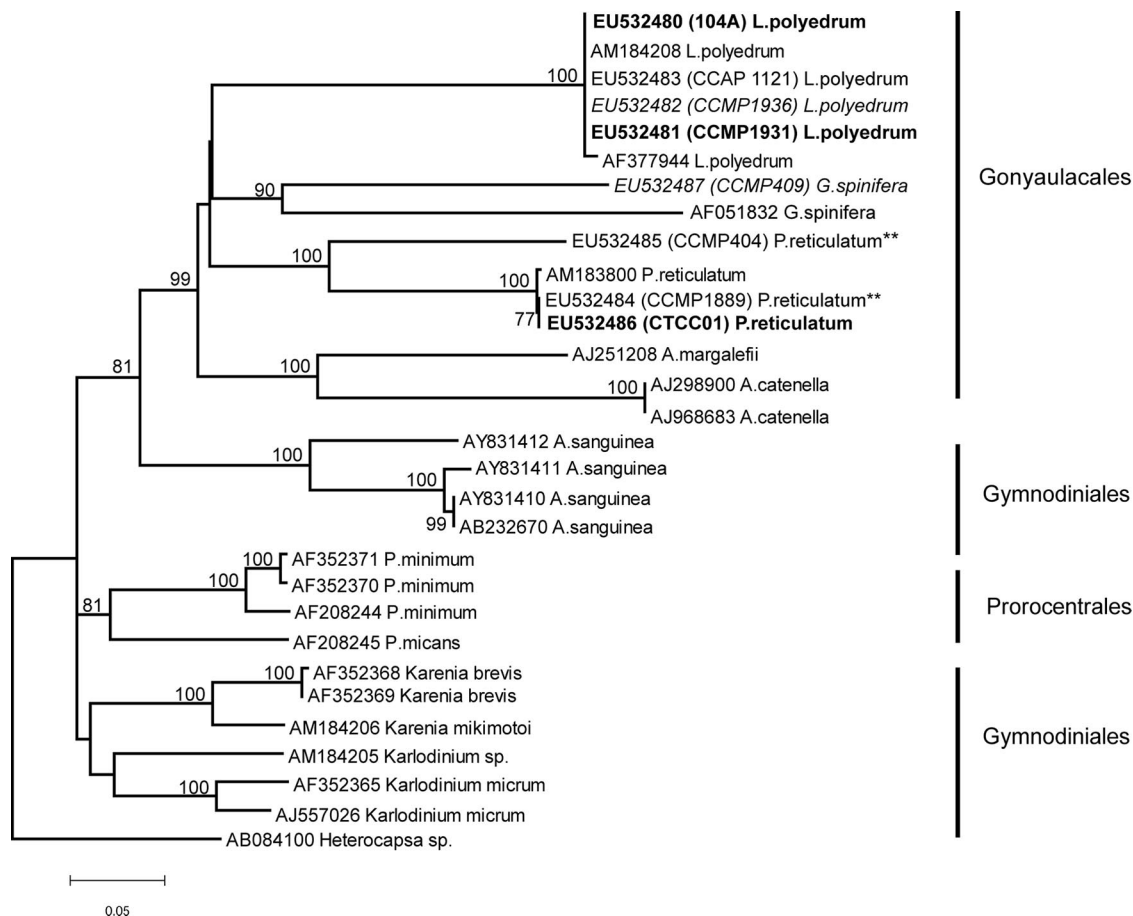 EU532480 (104A) L.polyedrum
AM184208 L.polyedrum
100
EU532483 (CCAP 1121) L.polyedrum
EU532482 (CCMP1936) L.polyedrum
EU532481 (CCMP1931) L.polyedrum
AF377944 L.polyedrum
Gonyaulacales
90
EU532487 (CCMP409) G.spinifera
AF051832 G.spinifera
EU532485 (CCMP404) P.reticulatum**
100
99
100
AM183800 P.reticulatum
EU532484 (CCMP1889) P.reticulatum**
77
EU532486 (CTCC01) P.reticulatum
AJ251208 A.margalefii
81
100
100
AJ298900 A.catenella
AJ968683 A.catenella
AY831412 A.sanguinea
100
AY831411 A.sanguinea
100
AY831410 A.sanguinea
Gymnodiniales
99
AB232670 A.sanguinea
100
AF352371 P.minimum
100
AF352370 P.minimum
81
AF208244 P.minimum
Prorocentrales
AF208245 P.micans
100
AF352368 Karenia brevis
100
AF352369 Karenia brevis
AM184206 Karenia mikimotoi
Gymnodiniales
AM184205 Karlodinium sp.
100
AF352365 Karlodinium micrum
AJ557026 Karlodinium micrum
AB084100 Heterocapsa sp.
0.05